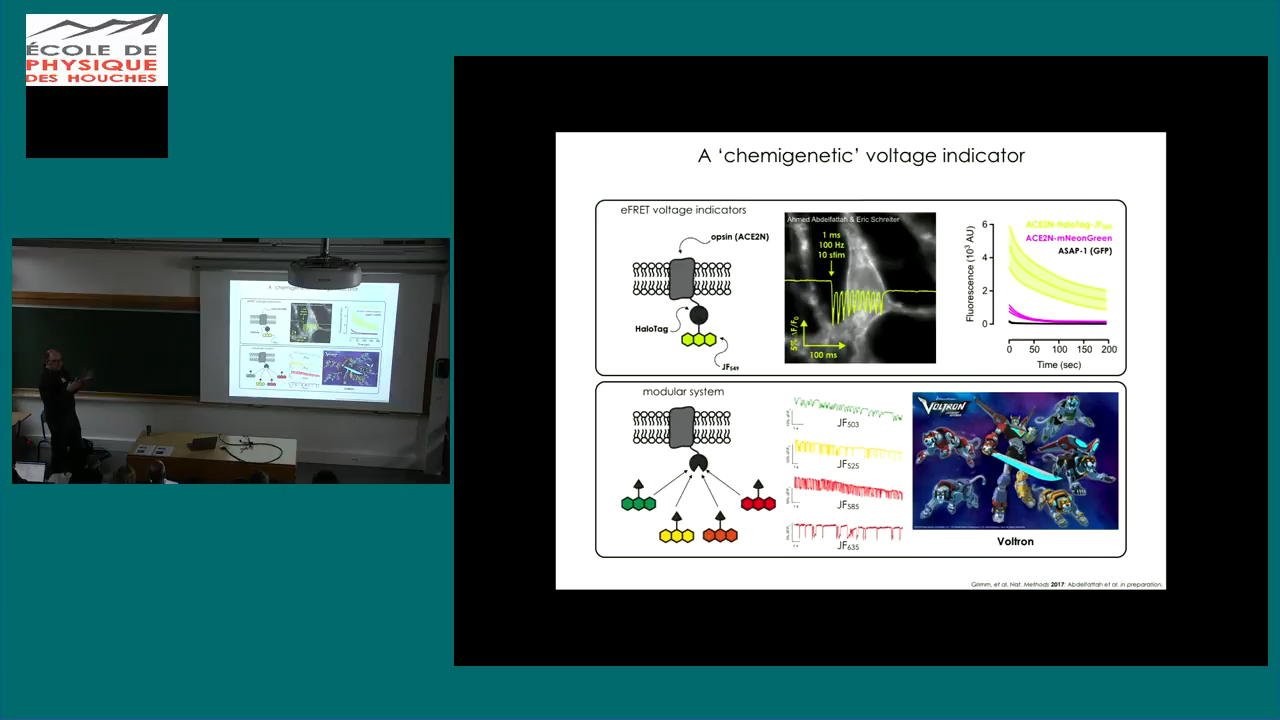 ÉCOLE DE
PHYSIQUE
DES HOUCHES
A ‘chemigenetic’ voltage indicator
eFRET voltage indicators
opsin (ACE2N)
HaloTag
JF549
Ahmed Abdelfattah & Eric Schreiter
1 ms
100 Hz
10 stim
5% ΔF/F0
100 ms
Fluorescence (10³ AU)
6
4
2
0
ACE2N-HaloTag-JF549
ACE2N-mNeonGreen
ASAP-1 (GFP)
0 50 100 150 200
Time (sec)
modular system
JF503
JF525
JF585
JF635
VOLTRON
Voltron
Grimm, et al. Nat. Methods 2017; Abdelfattah et al. in preparation.